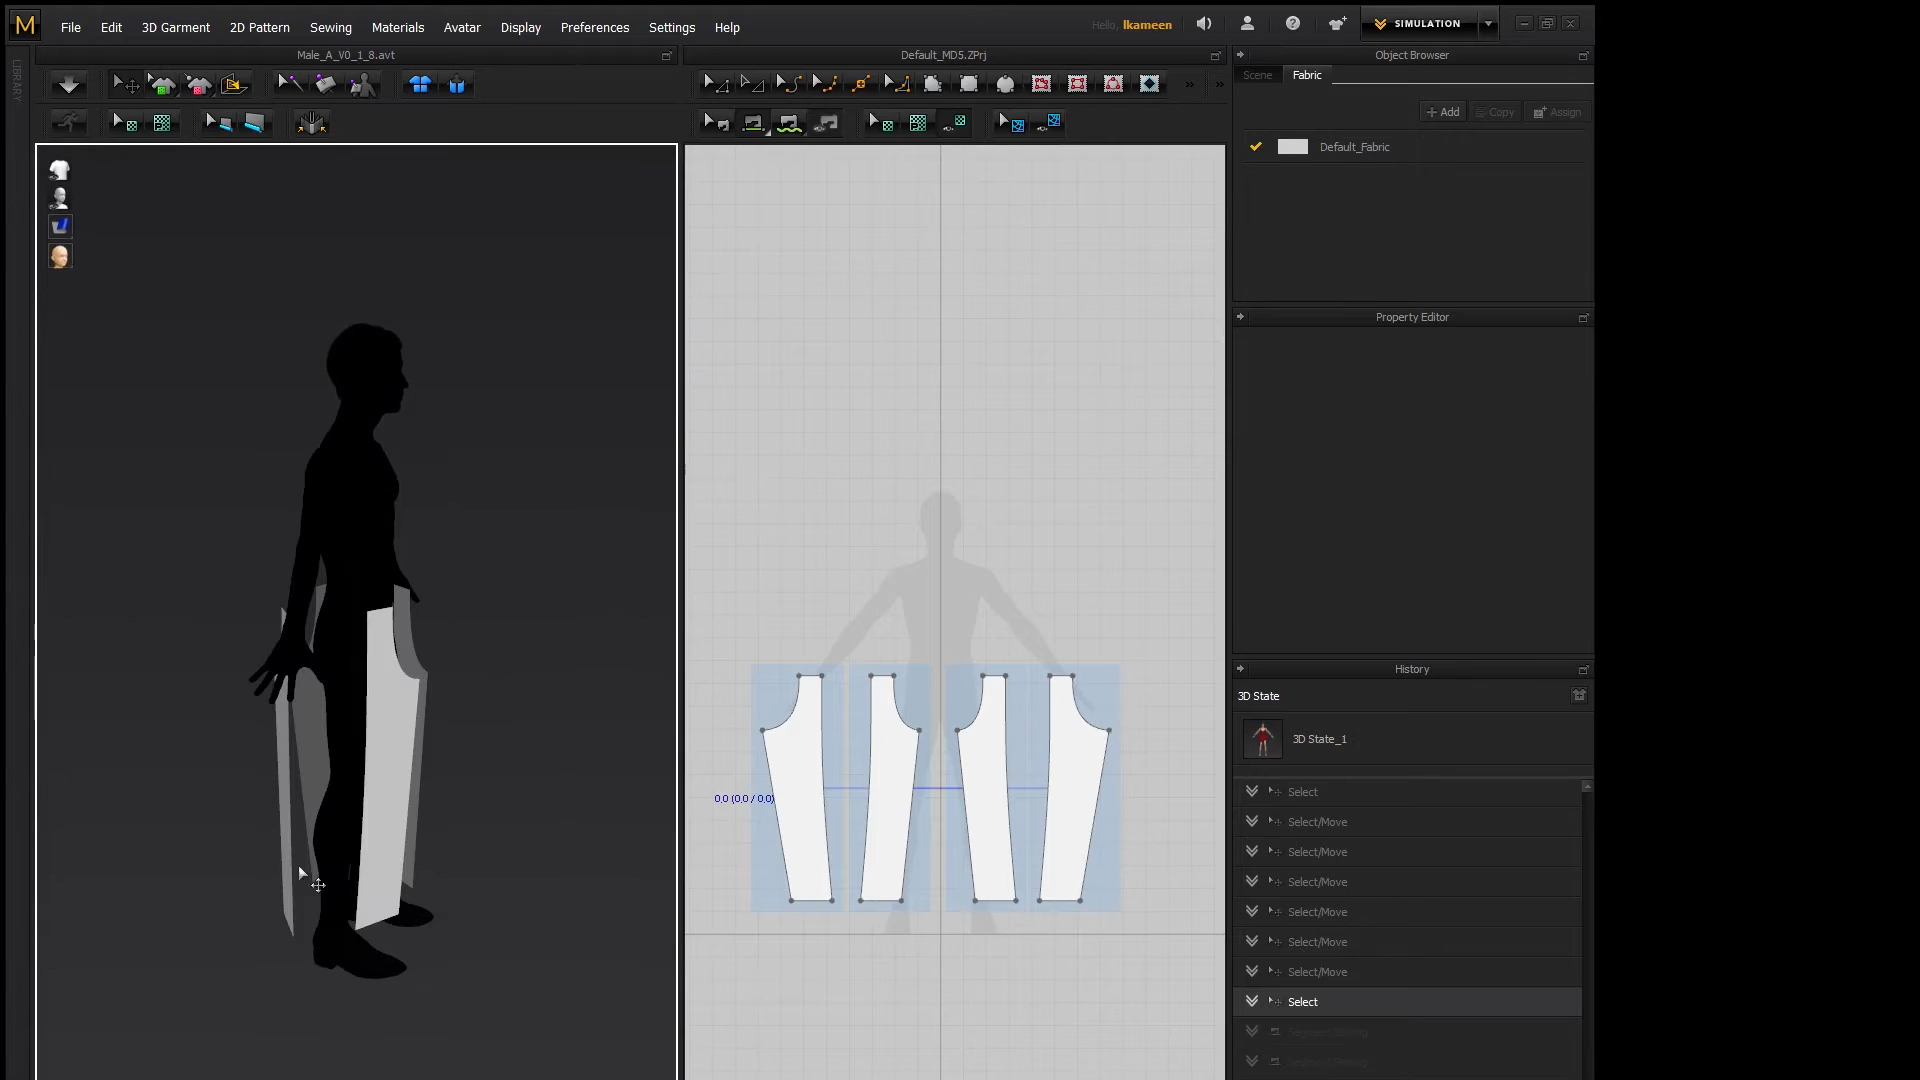 M File Edit 3D Garment 2D Pattern Sewing Materials Avatar Display Preferences Settings Help
Hello, lkameen
SIMULATION
LIBRARY
Male_A_V0_1_8.avt
Default_MD5.ZPrj
Object Browser
Scene Fabric
+ Add Copy Assign
Default_Fabric
Property Editor
History
3D State
3D State_1
0,0 (0,0 / 0,0)
Select
Select/Move
Select/Move
Select/Move
Select/Move
Select/Move
Select/Move
Select